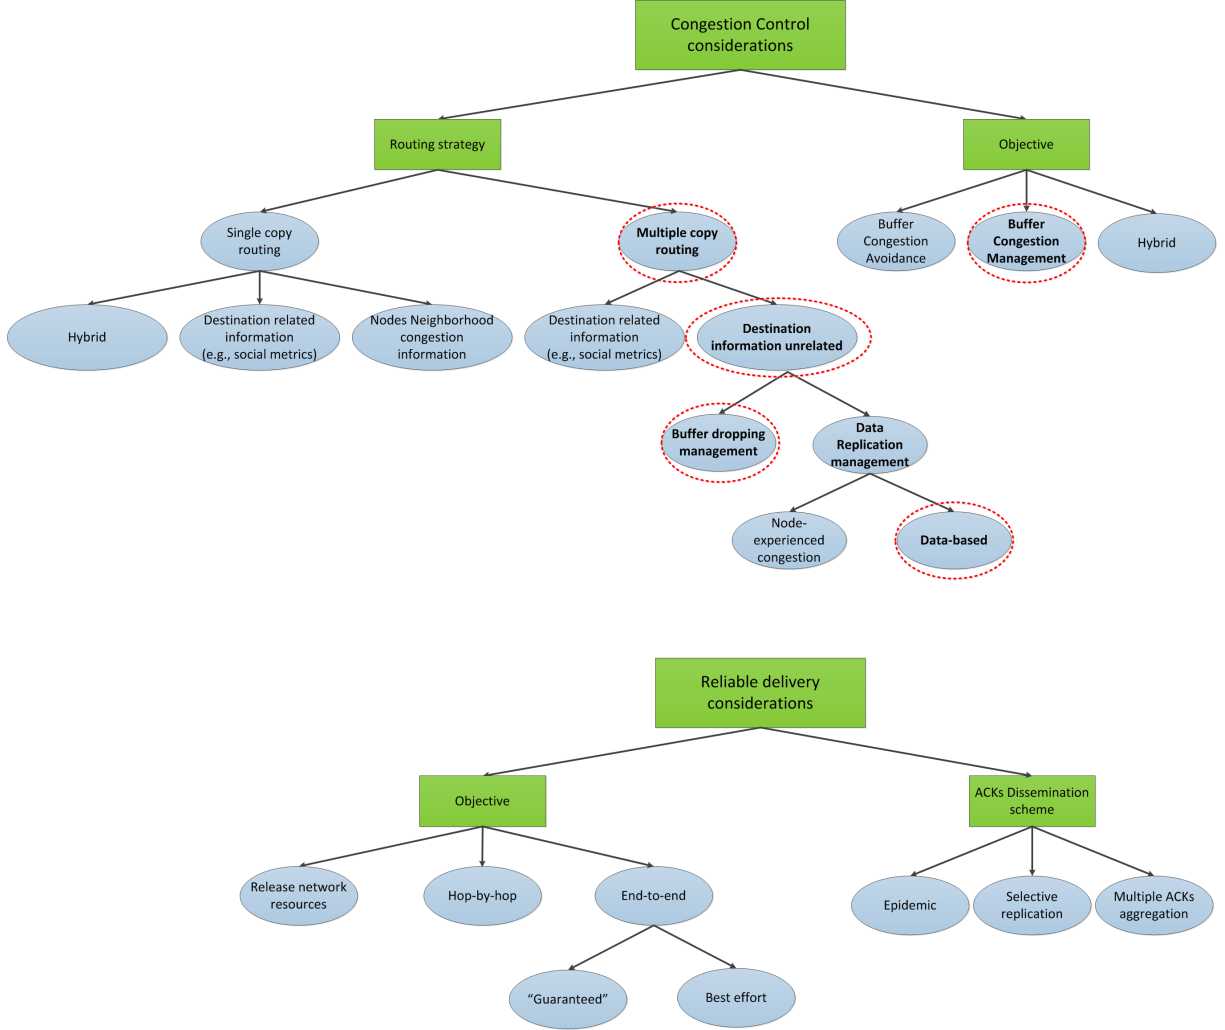 Congestion Control
considerations
Routing strategy
Objective
Single copy
routing
Multiple copy
routing
Buffer
Congestion
Avoidance
Buffer
Congestion
Management
Hybrid
Hybrid
Destination related
information
(e.g., social metrics)
Nodes Neighborhood
congestion
information
Destination related
information
(e.g., social metrics)
Destination
information unrelated
Buffer dropping
management
Data
Replication
management
Node-
experienced
congestion
Data-based
Reliable delivery
considerations
Objective
ACKs Dissemination
scheme
Release network
resources
Hop-by-hop
End-to-end
Epidemic
Selective
replication
Multiple ACKs
aggregation
“Guaranteed”
Best effort